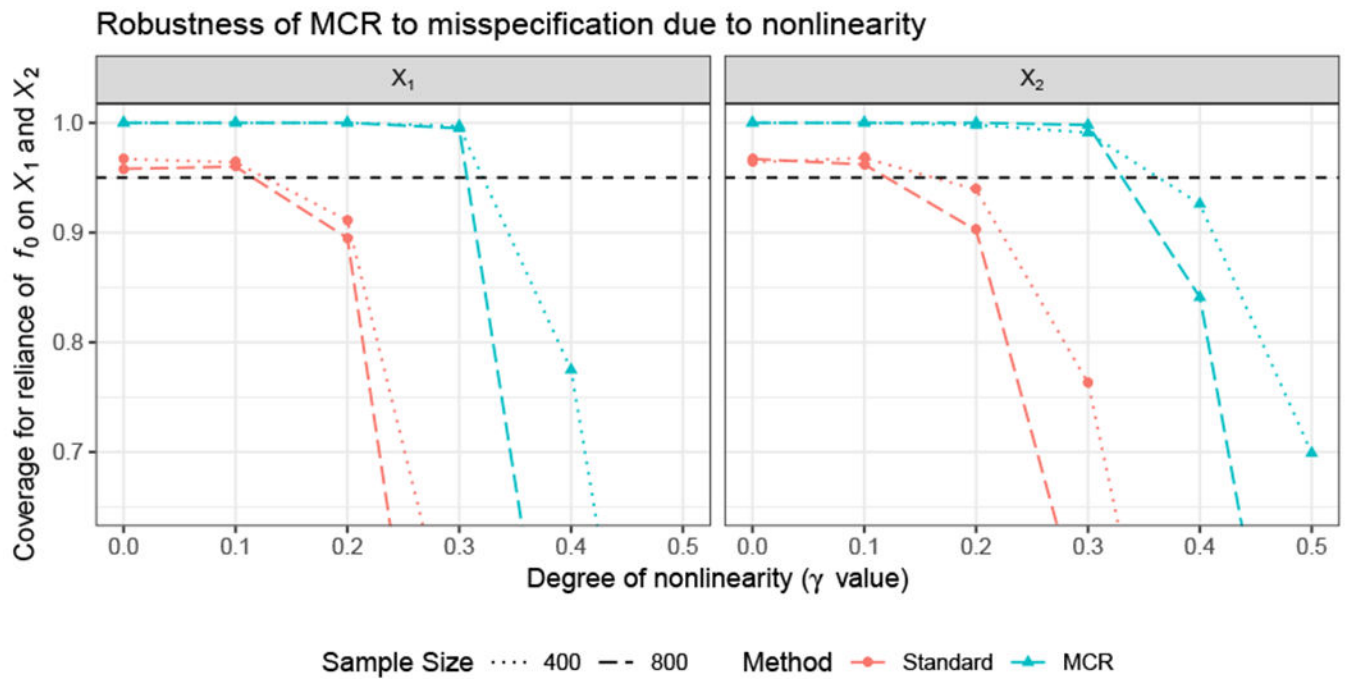 Robustness of MCR to misspecification due to nonlinearity
Coverage for reliance of f₀ on X₁ and X₂
X₁
X₂
1.0
0.9
0.8
0.7
0.0 0.1 0.2 0.3 0.4 0.5
0.0 0.1 0.2 0.3 0.4 0.5
Degree of nonlinearity (γ value)
Sample Size 400 800 Method Standard MCR